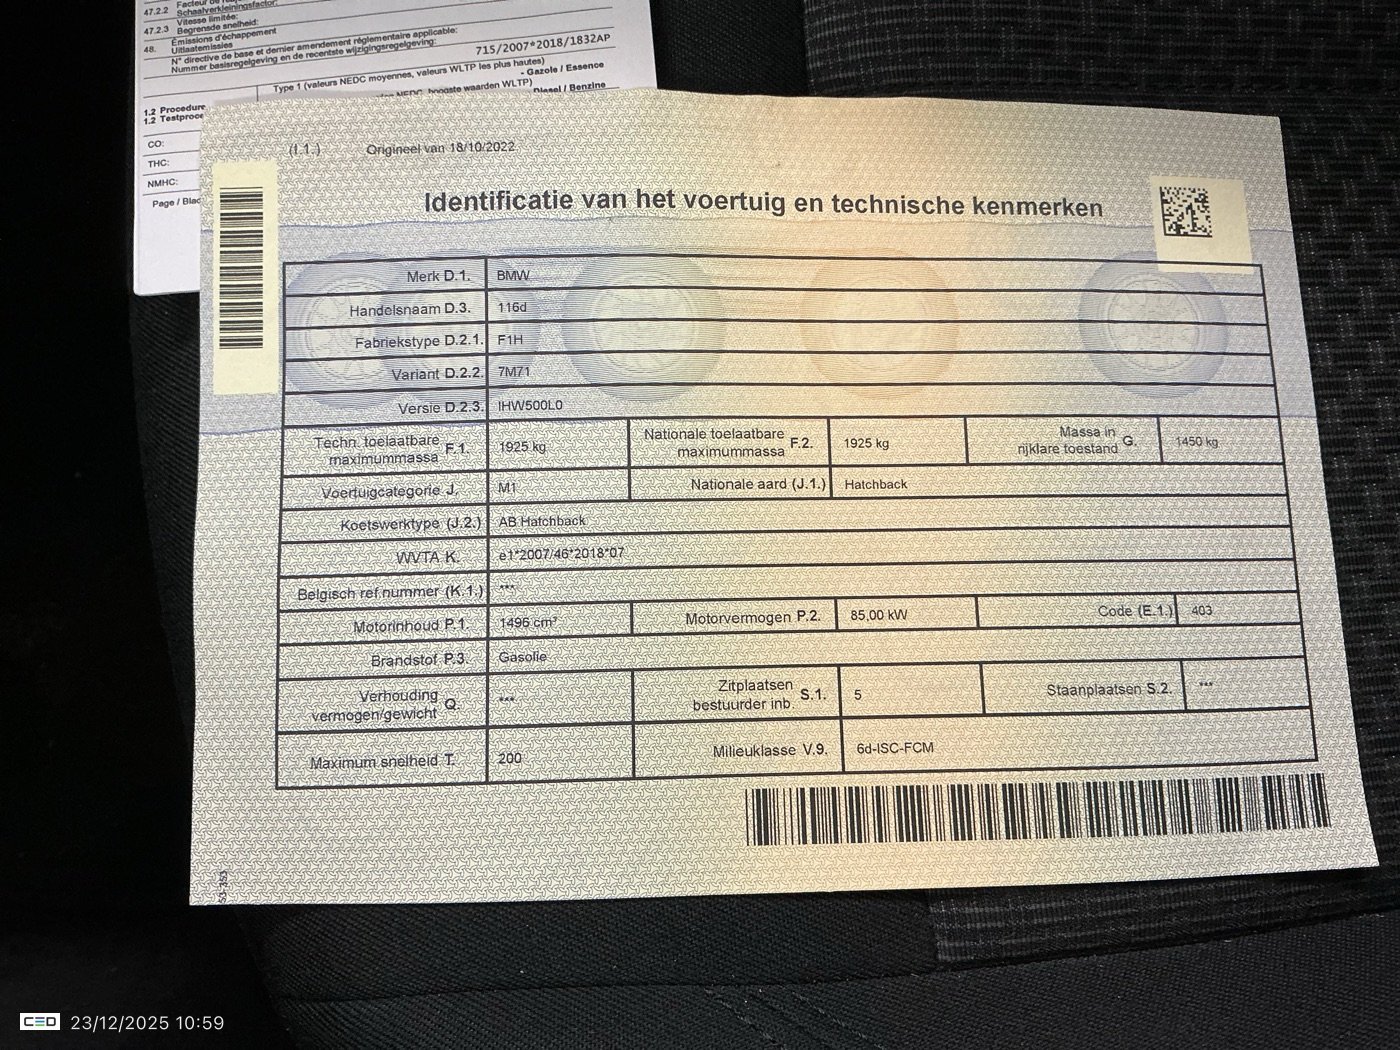 47.2.2
Schaalverkleiningsfactor:
Vitesse limitée:
47.2.3 Begrensde snelheid:
Émissions d'échappement
48. Uitlaatemissies
N° directive de base et dernier amendement réglementaire applicable:
Nummer basisregelgeving en de recentste wijzigingsregelgeving:
715/2007*2018/1832AP
Type 1 (valeurs NEDC moyennes, valeurs WLTP les plus hautes)
- Gazole / Essence
hoogste waarden WLTP)
Diesel / Benzine
1.2 Procedure
1.2 Testproce
CO:
THC:
NMHC:
Page / Blad
(I.1.) Origineel van 18/10/2022
Identificatie van het voertuig en technische kenmerken
Merk D.1. BMW
Handelsnaam D.3. 116d
Fabriekstype D.2.1. F1H
Variant D.2.2. 7M71
Versie D.2.3. IHW500L0
Techn. toelaatbare maximummassa F.1. 1925 kg Nationale toelaatbare maximummassa F.2. 1925 kg Massa in rijklare toestand G. 1450 kg
Voertuigcategorie J. M1 Nationale aard (J.1.) Hatchback
Koetswerktype (J.2.) AB Hatchback
WVTA K. e1*2007/46*2018*07
Belgisch ref.nummer (K.1.) ***
Motorinhoud P.1. 1496 cm³ Motorvermogen P.2. 85,00 kW Code (E.1.) 403
Brandstof P.3. Gasolie
Verhouding vermogen/gewicht Q. *** Zitplaatsen bestuurder inb. S.1. 5 Staanplaatsen S.2. ***
Maximum snelheid T. 200 Milieuklasse V.9. 6d-ISC-FCM
53-353
CED 23/12/2025 10:59